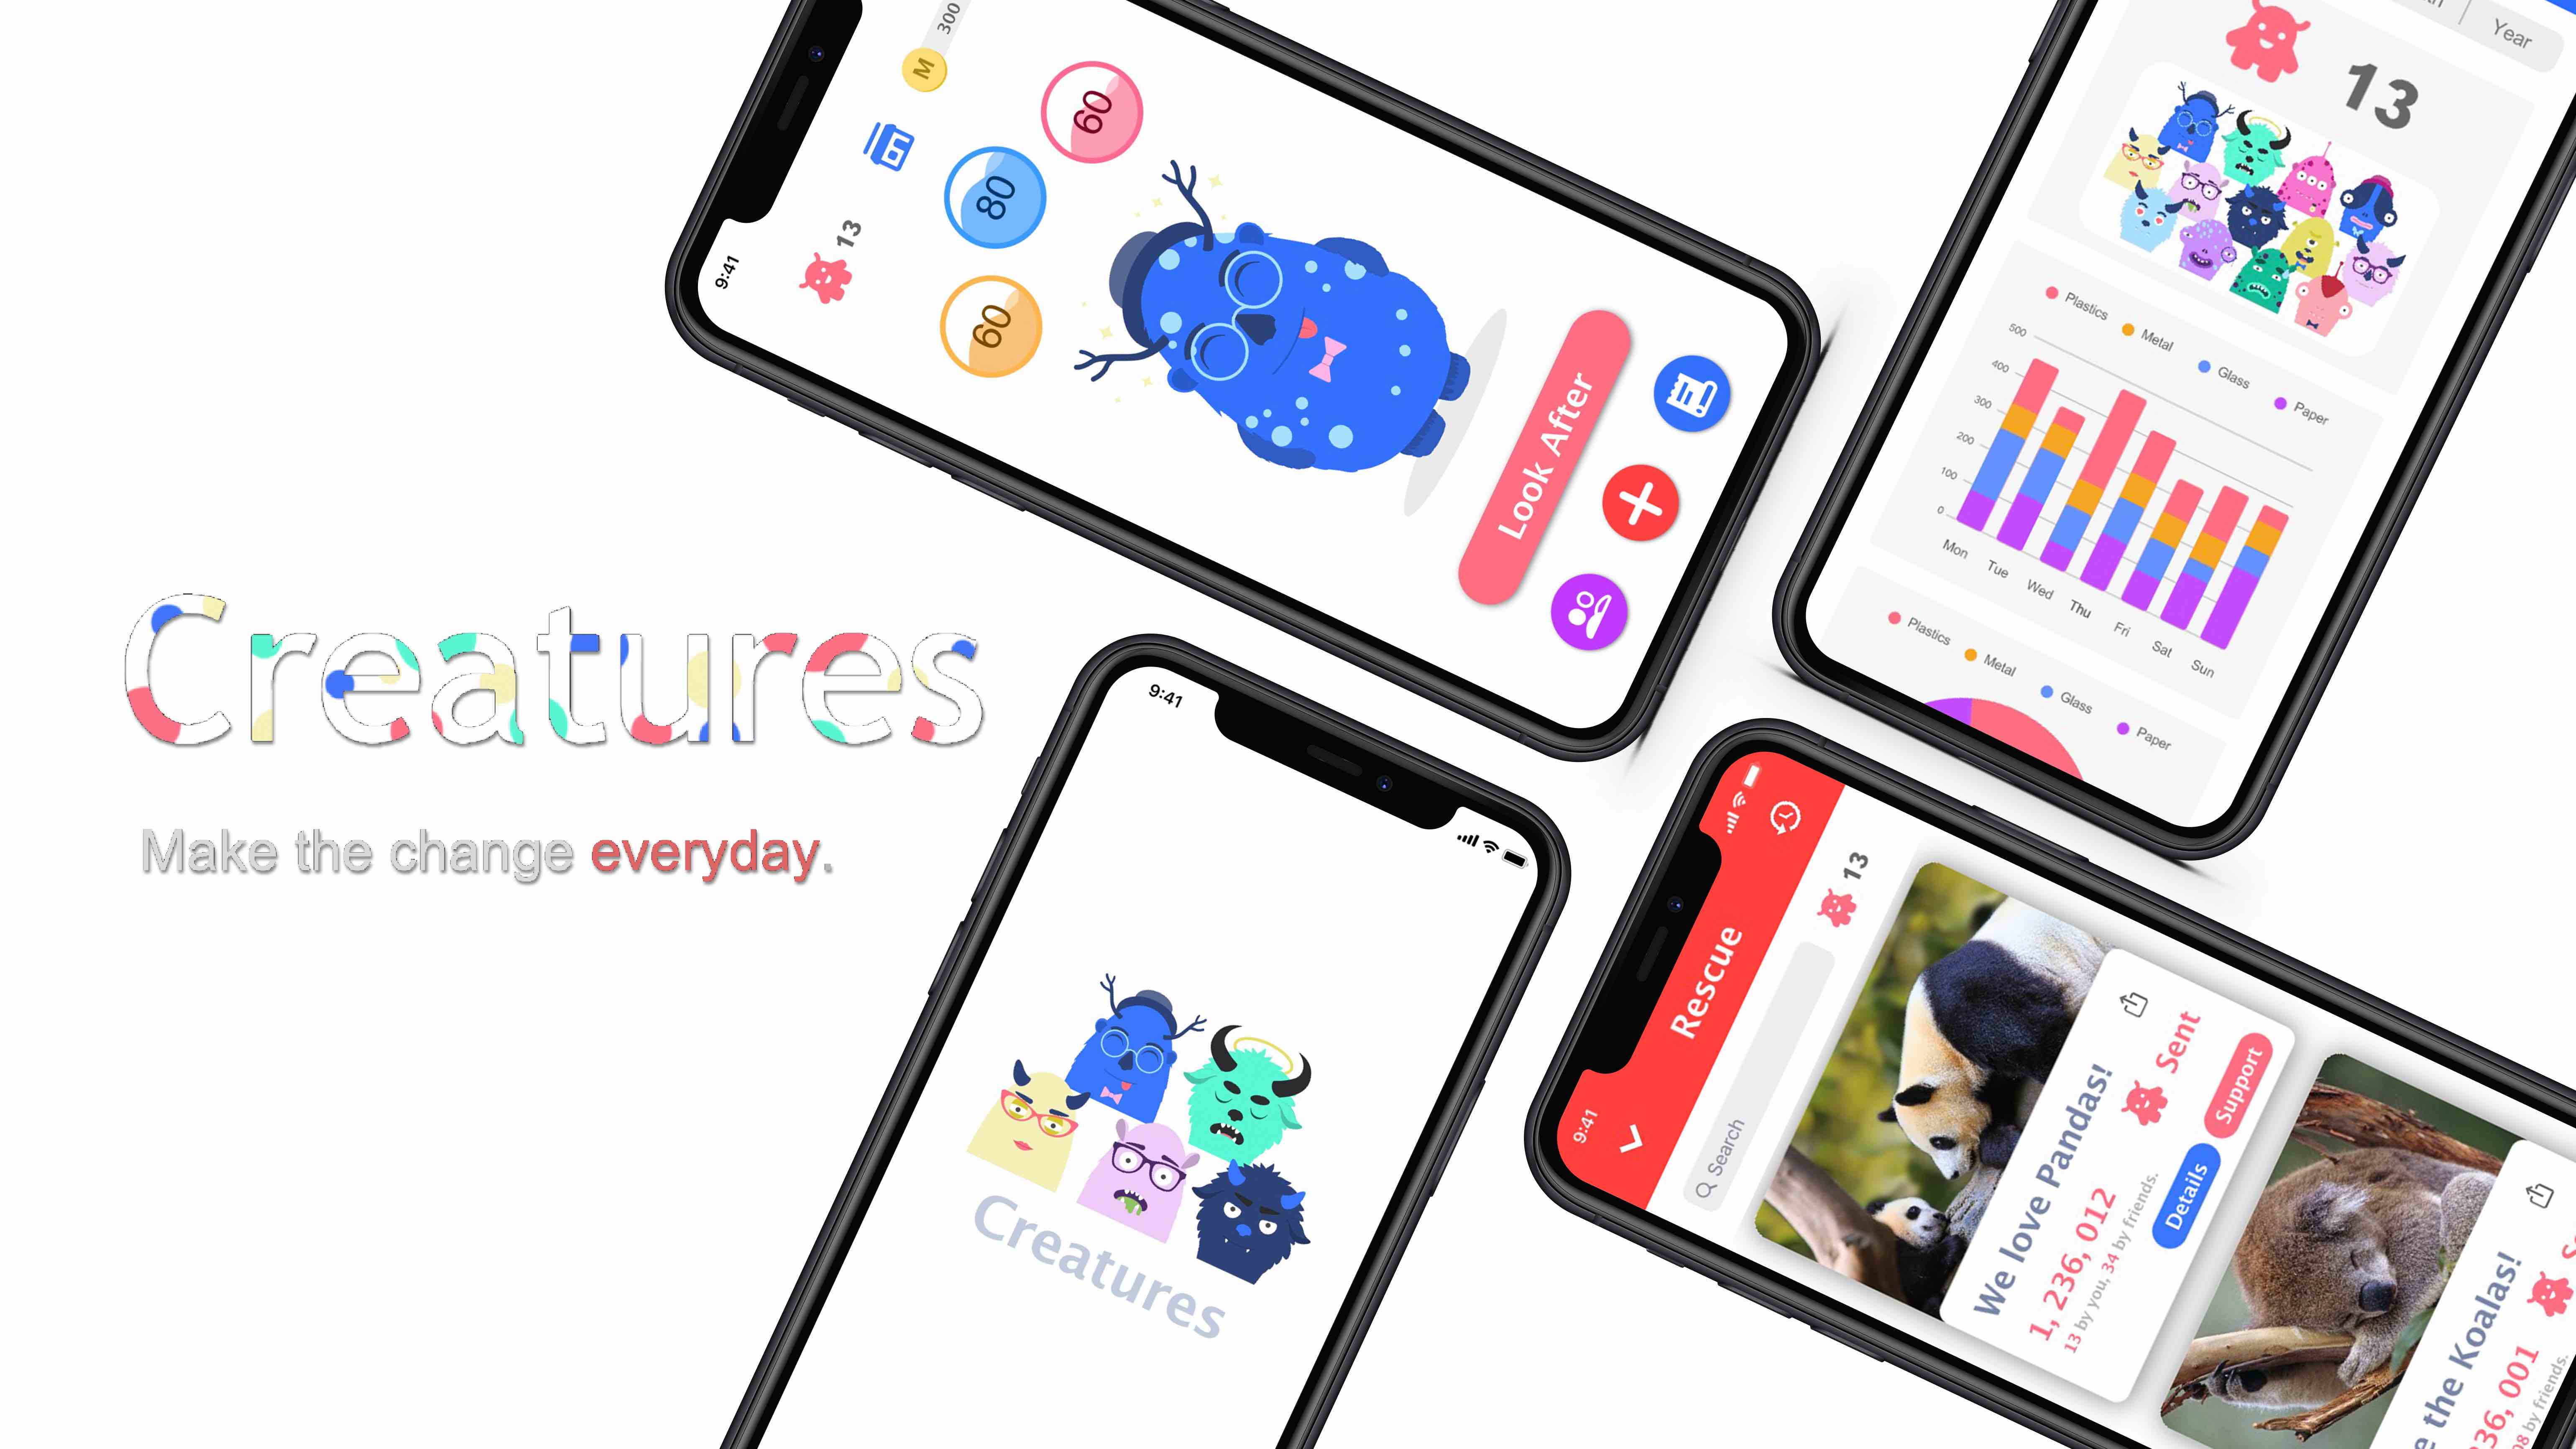 Creatures
Make the change everyday.
9:41
13
M
300
60
80
60
Look After
Year
13
Plastics
Metal
Glass
Paper
500
400
300
200
100
0
Mon
Tue
Wed
Thu
Fri
Sat
Sun
Plastics
Metal
Glass
Paper
9:41
Creatures
9:41
Rescue
Search
13
We love Pandas!
1, 236, 012
Sent
13 by you, 34 by friends.
Details
Support
the Koalas!
36, 001
by friends.